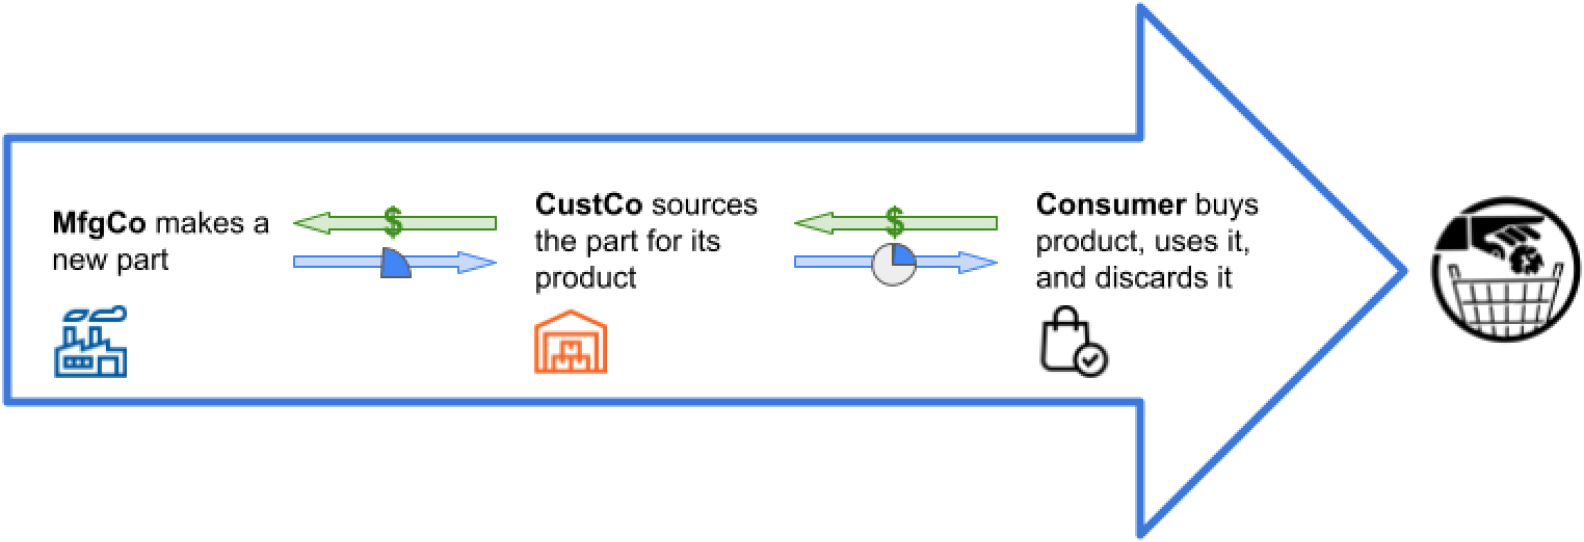 MfgCo makes a
new part
$
CustCo sources
the part for its
product
$
Consumer buys
product, uses it,
and discards it